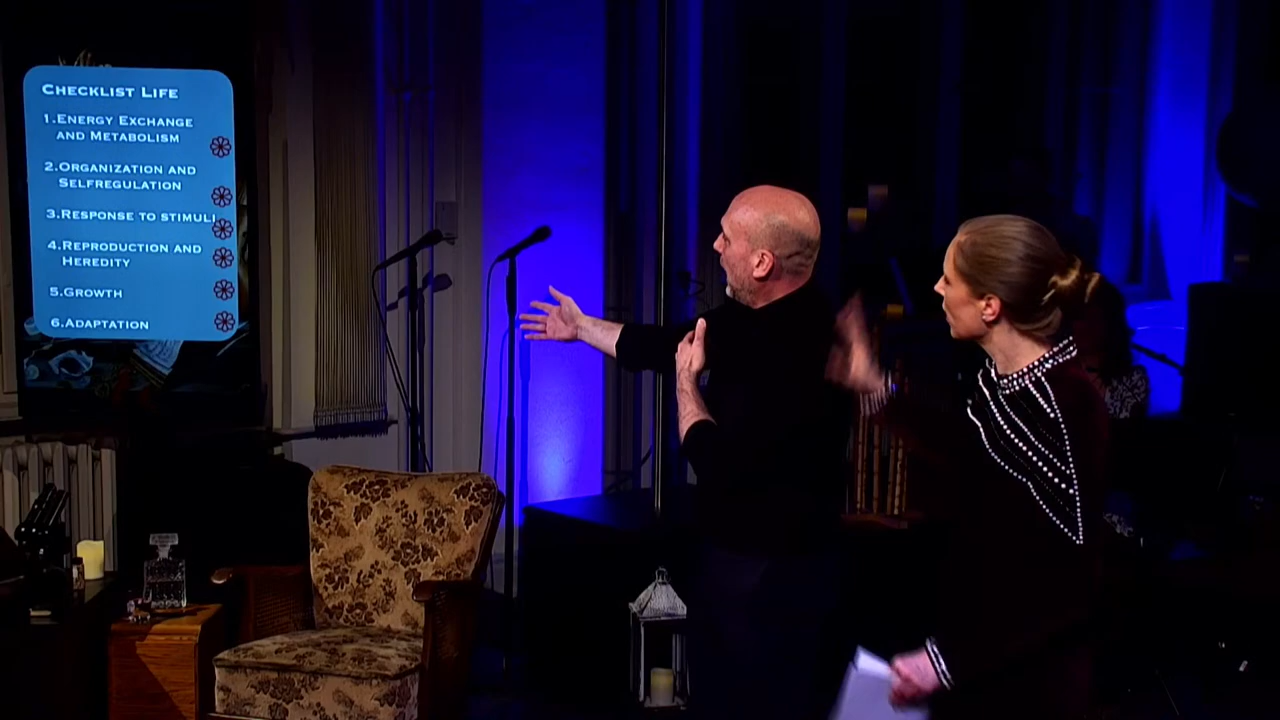 Checklist Life
1.Energy Exchange
and Metabolism
2.Organization and
Selfregulation
3.Response to stimuli
4.Reproduction and
Heredity
5.Growth
6.Adaptation